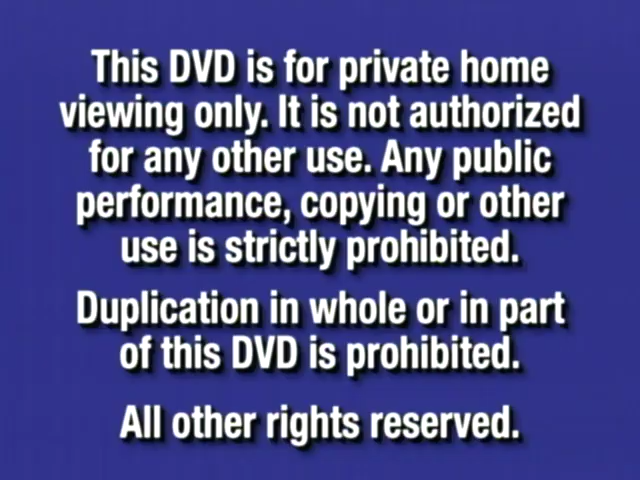 This DVD is for private home
viewing only. It is not authorized
for any other use. Any public
performance, copying or other
use is strictly prohibited.
Duplication in whole or in part
of this DVD is prohibited.
All other rights reserved.